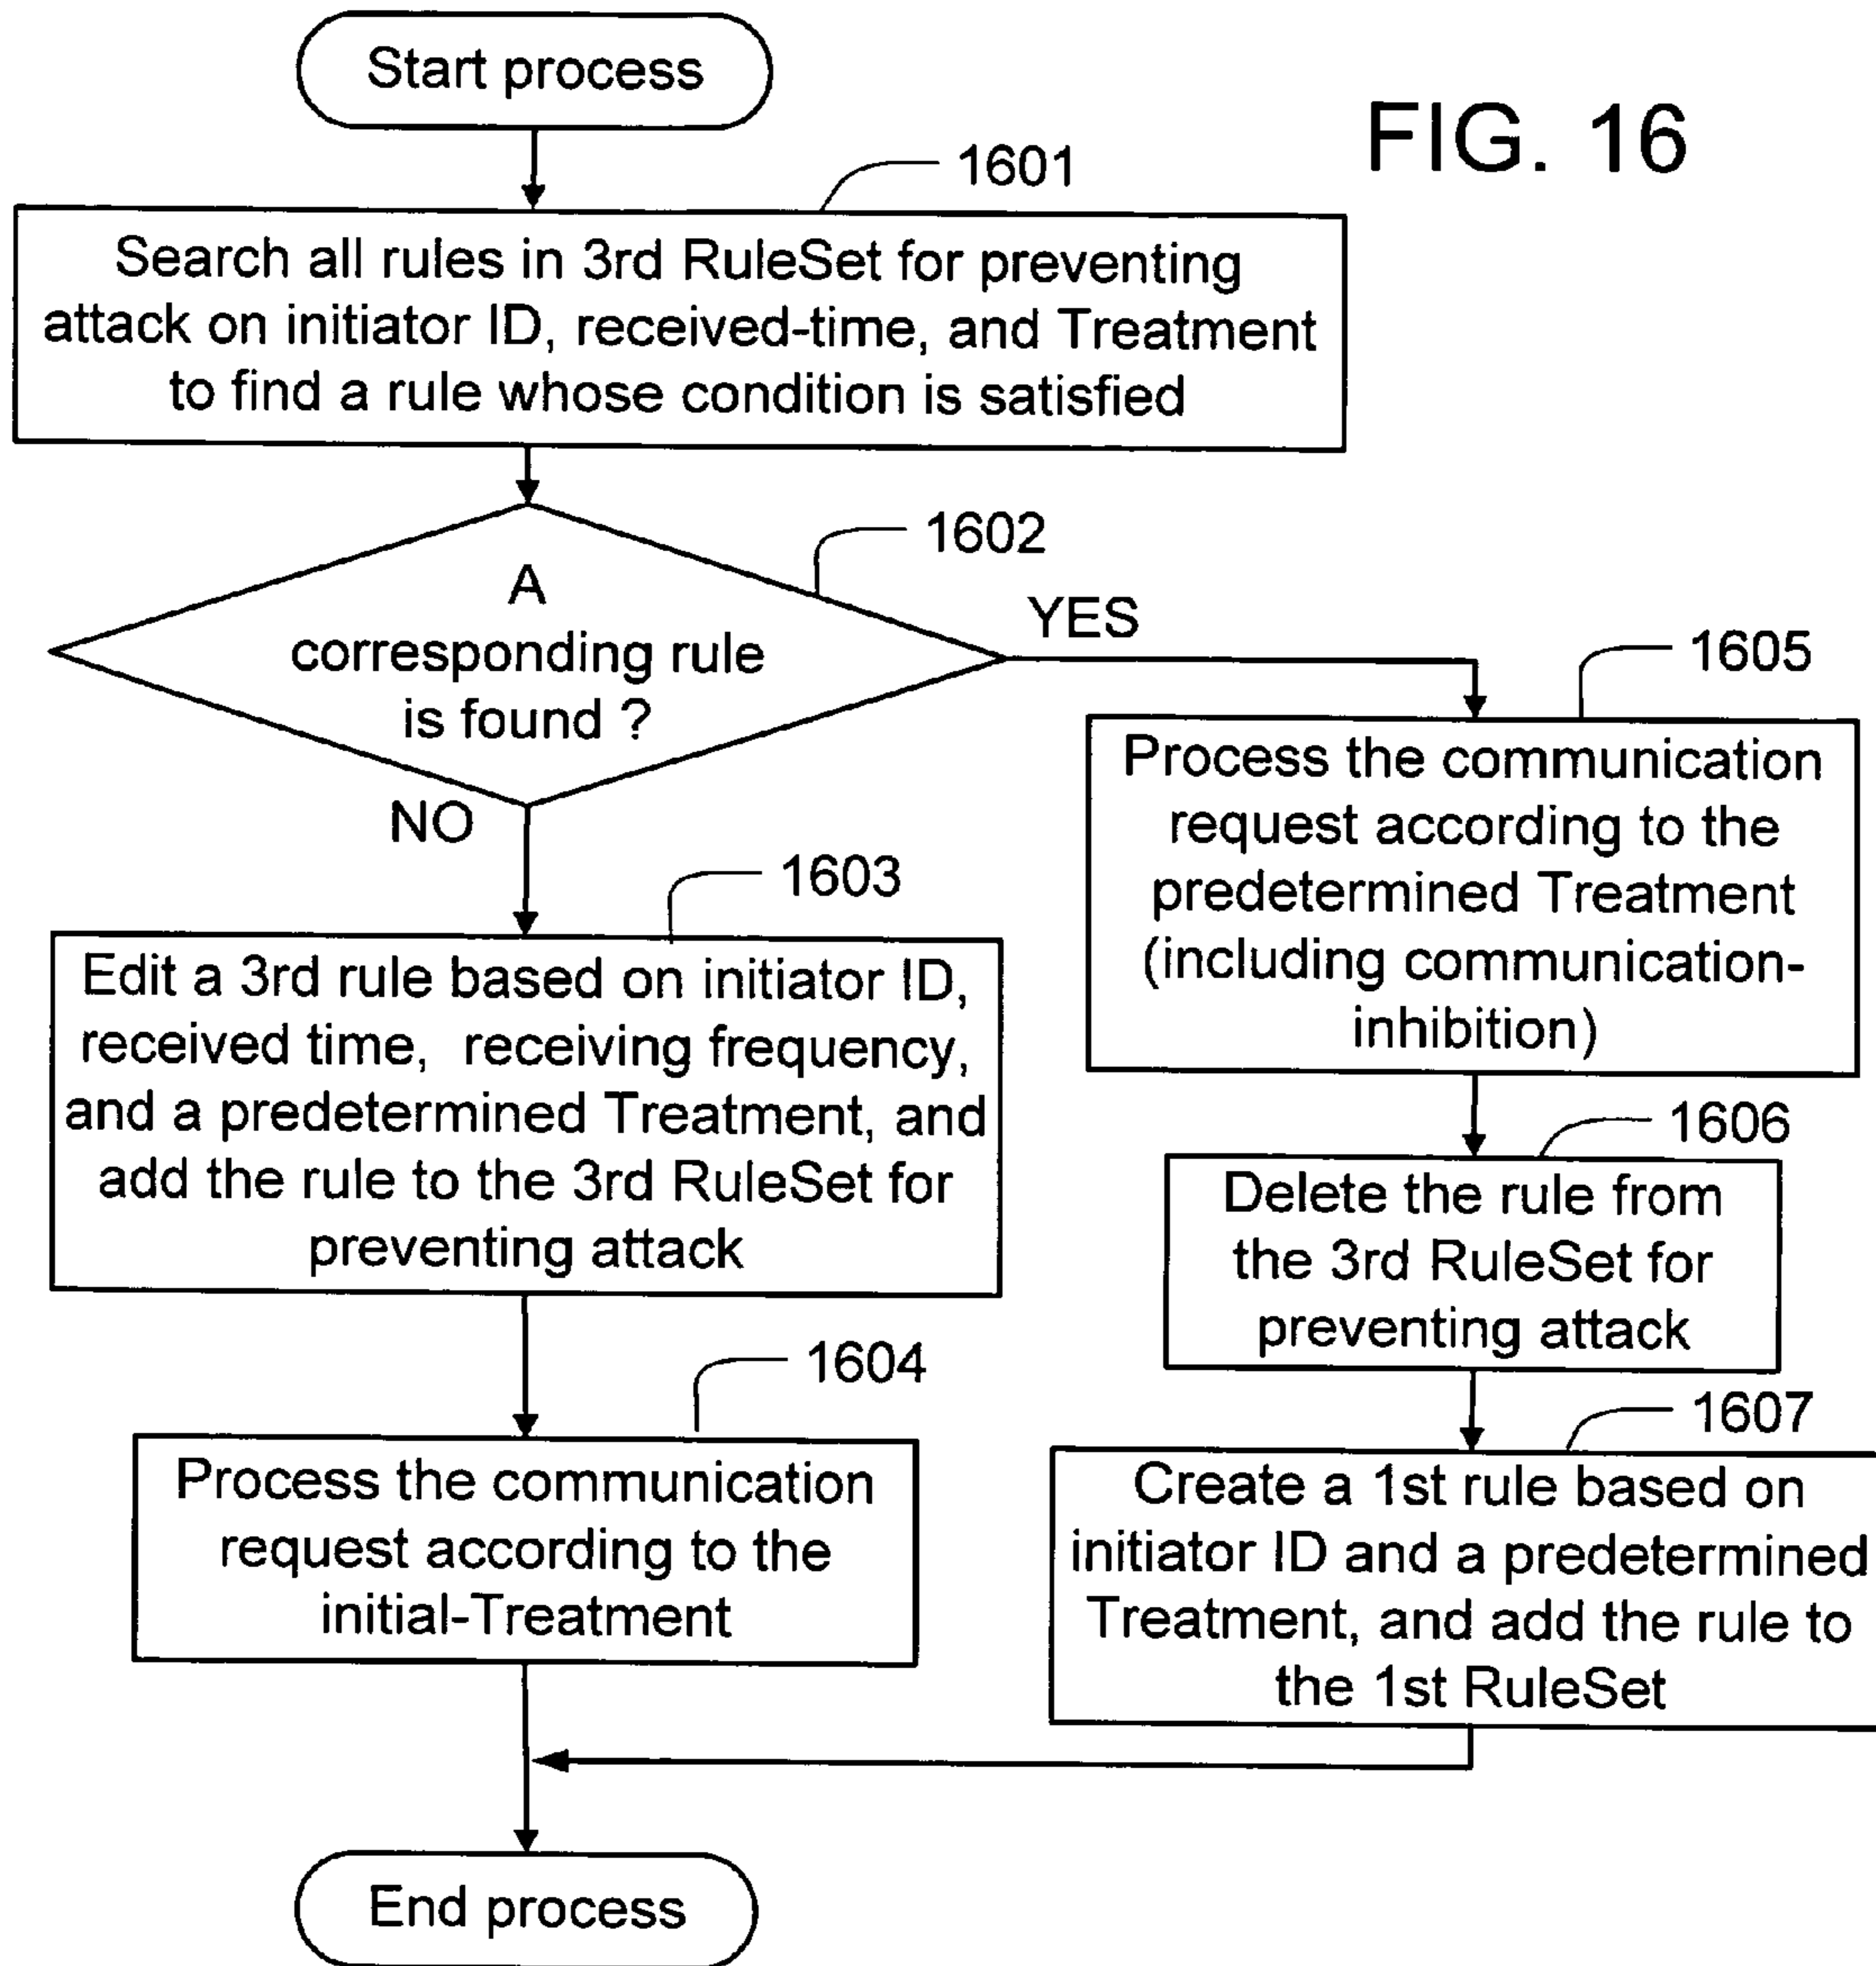 Start process
FIG. 16
1601
Search all rules in 3rd RuleSet for preventing
attack on initiator ID, received-time, and Treatment
to find a rule whose condition is satisfied
1602
A
corresponding rule
is found ?
YES
NO
1603
Edit a 3rd rule based on initiator ID,
received time, receiving frequency,
and a predetermined Treatment, and
add the rule to the 3rd RuleSet for
preventing attack
1604
Process the communication
request according to the
initial-Treatment
1605
Process the communication
request according to the
predetermined Treatment
(including communication-
inhibition)
1606
Delete the rule from
the 3rd RuleSet for
preventing attack
1607
Create a 1st rule based on
initiator ID and a predetermined
Treatment, and add the rule to
the 1st RuleSet
End process